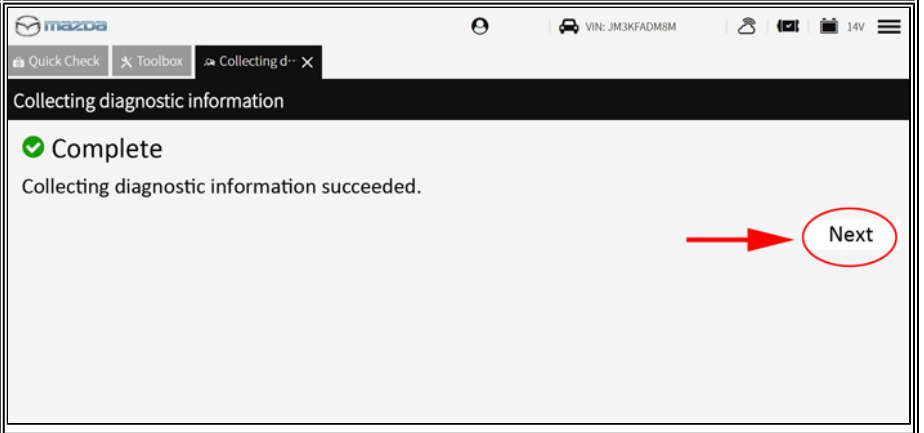 mazda VIN: JM3KFADM8M 14V
Quick Check Toolbox Collecting d··
Collecting diagnostic information
Complete
Collecting diagnostic information succeeded.
Next